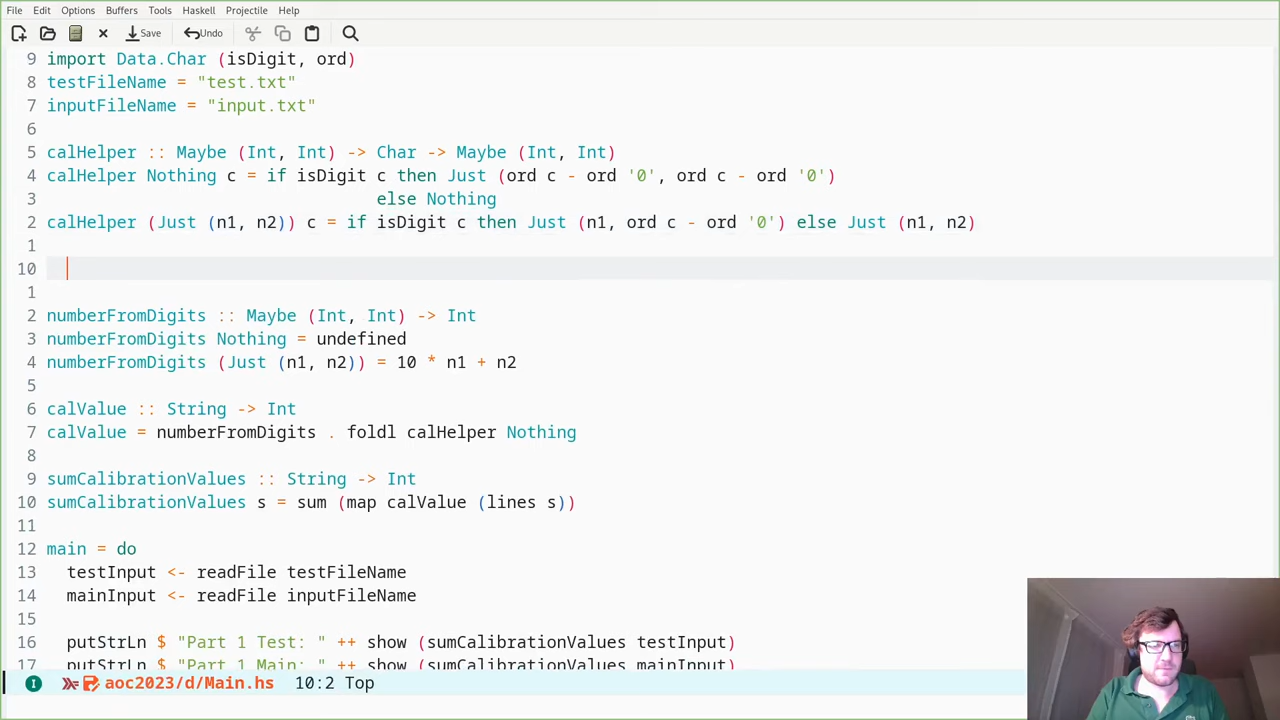 File Edit Options Buffers Tools Haskell Projectile Help
Save Undo
9 import Data.Char (isDigit, ord)
8 testFileName = "test.txt"
7 inputFileName = "input.txt"
6
5 calHelper :: Maybe (Int, Int) -> Char -> Maybe (Int, Int)
4 calHelper Nothing c = if isDigit c then Just (ord c - ord '0', ord c - ord '0')
3 else Nothing
2 calHelper (Just (n1, n2)) c = if isDigit c then Just (n1, ord c - ord '0') else Just (n1, n2)
1
10
1
2 numberFromDigits :: Maybe (Int, Int) -> Int
3 numberFromDigits Nothing = undefined
4 numberFromDigits (Just (n1, n2)) = 10 * n1 + n2
5
6 calValue :: String -> Int
7 calValue = numberFromDigits . foldl calHelper Nothing
8
9 sumCalibrationValues :: String -> Int
10 sumCalibrationValues s = sum (map calValue (lines s))
11
12 main = do
13 testInput <- readFile testFileName
14 mainInput <- readFile inputFileName
15
16 putStrLn $ "Part 1 Test: " ++ show (sumCalibrationValues testInput)
17 putStrLn $ "Part 1 Main: " ++ show (sumCalibrationValues mainInput)
aoc2023/d/Main.hs 10:2 Top